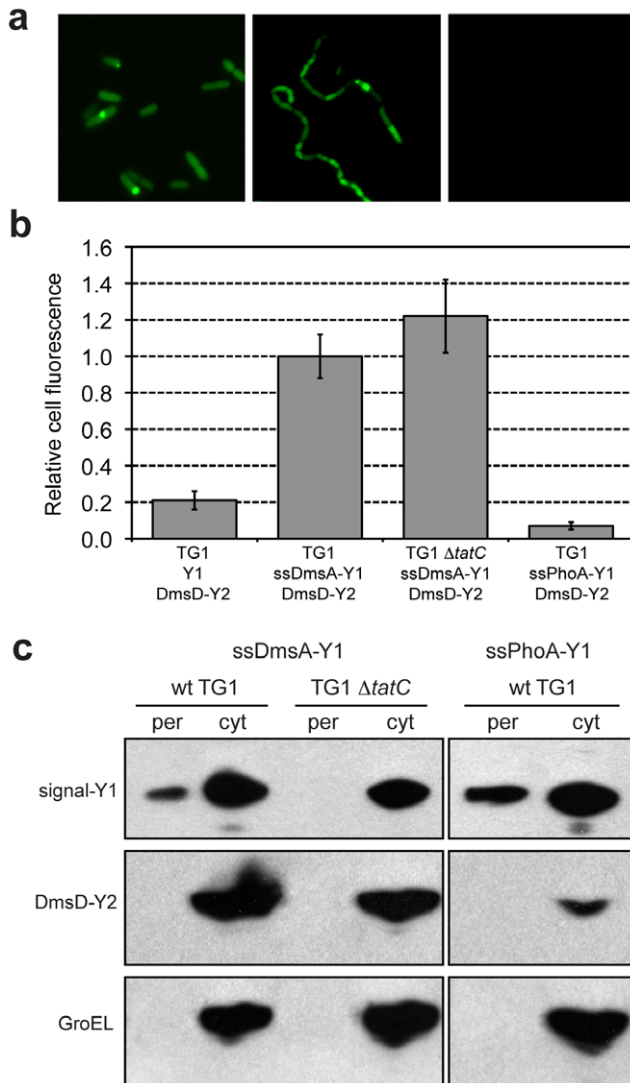 a
b
Relative cell fluorescence
1.6
1.4
1.2
1.0
0.8
0.6
0.4
0.2
0.0
TG1 TG1 TG1 ΔtatC TG1
Y1 ssDmsA-Y1 ssDmsA-Y1 ssPhoA-Y1
DmsD-Y2 DmsD-Y2 DmsD-Y2 DmsD-Y2
c
ssDmsA-Y1 ssPhoA-Y1
wt TG1 TG1 ΔtatC wt TG1
per cyt per cyt per cyt
signal-Y1
DmsD-Y2
GroEL